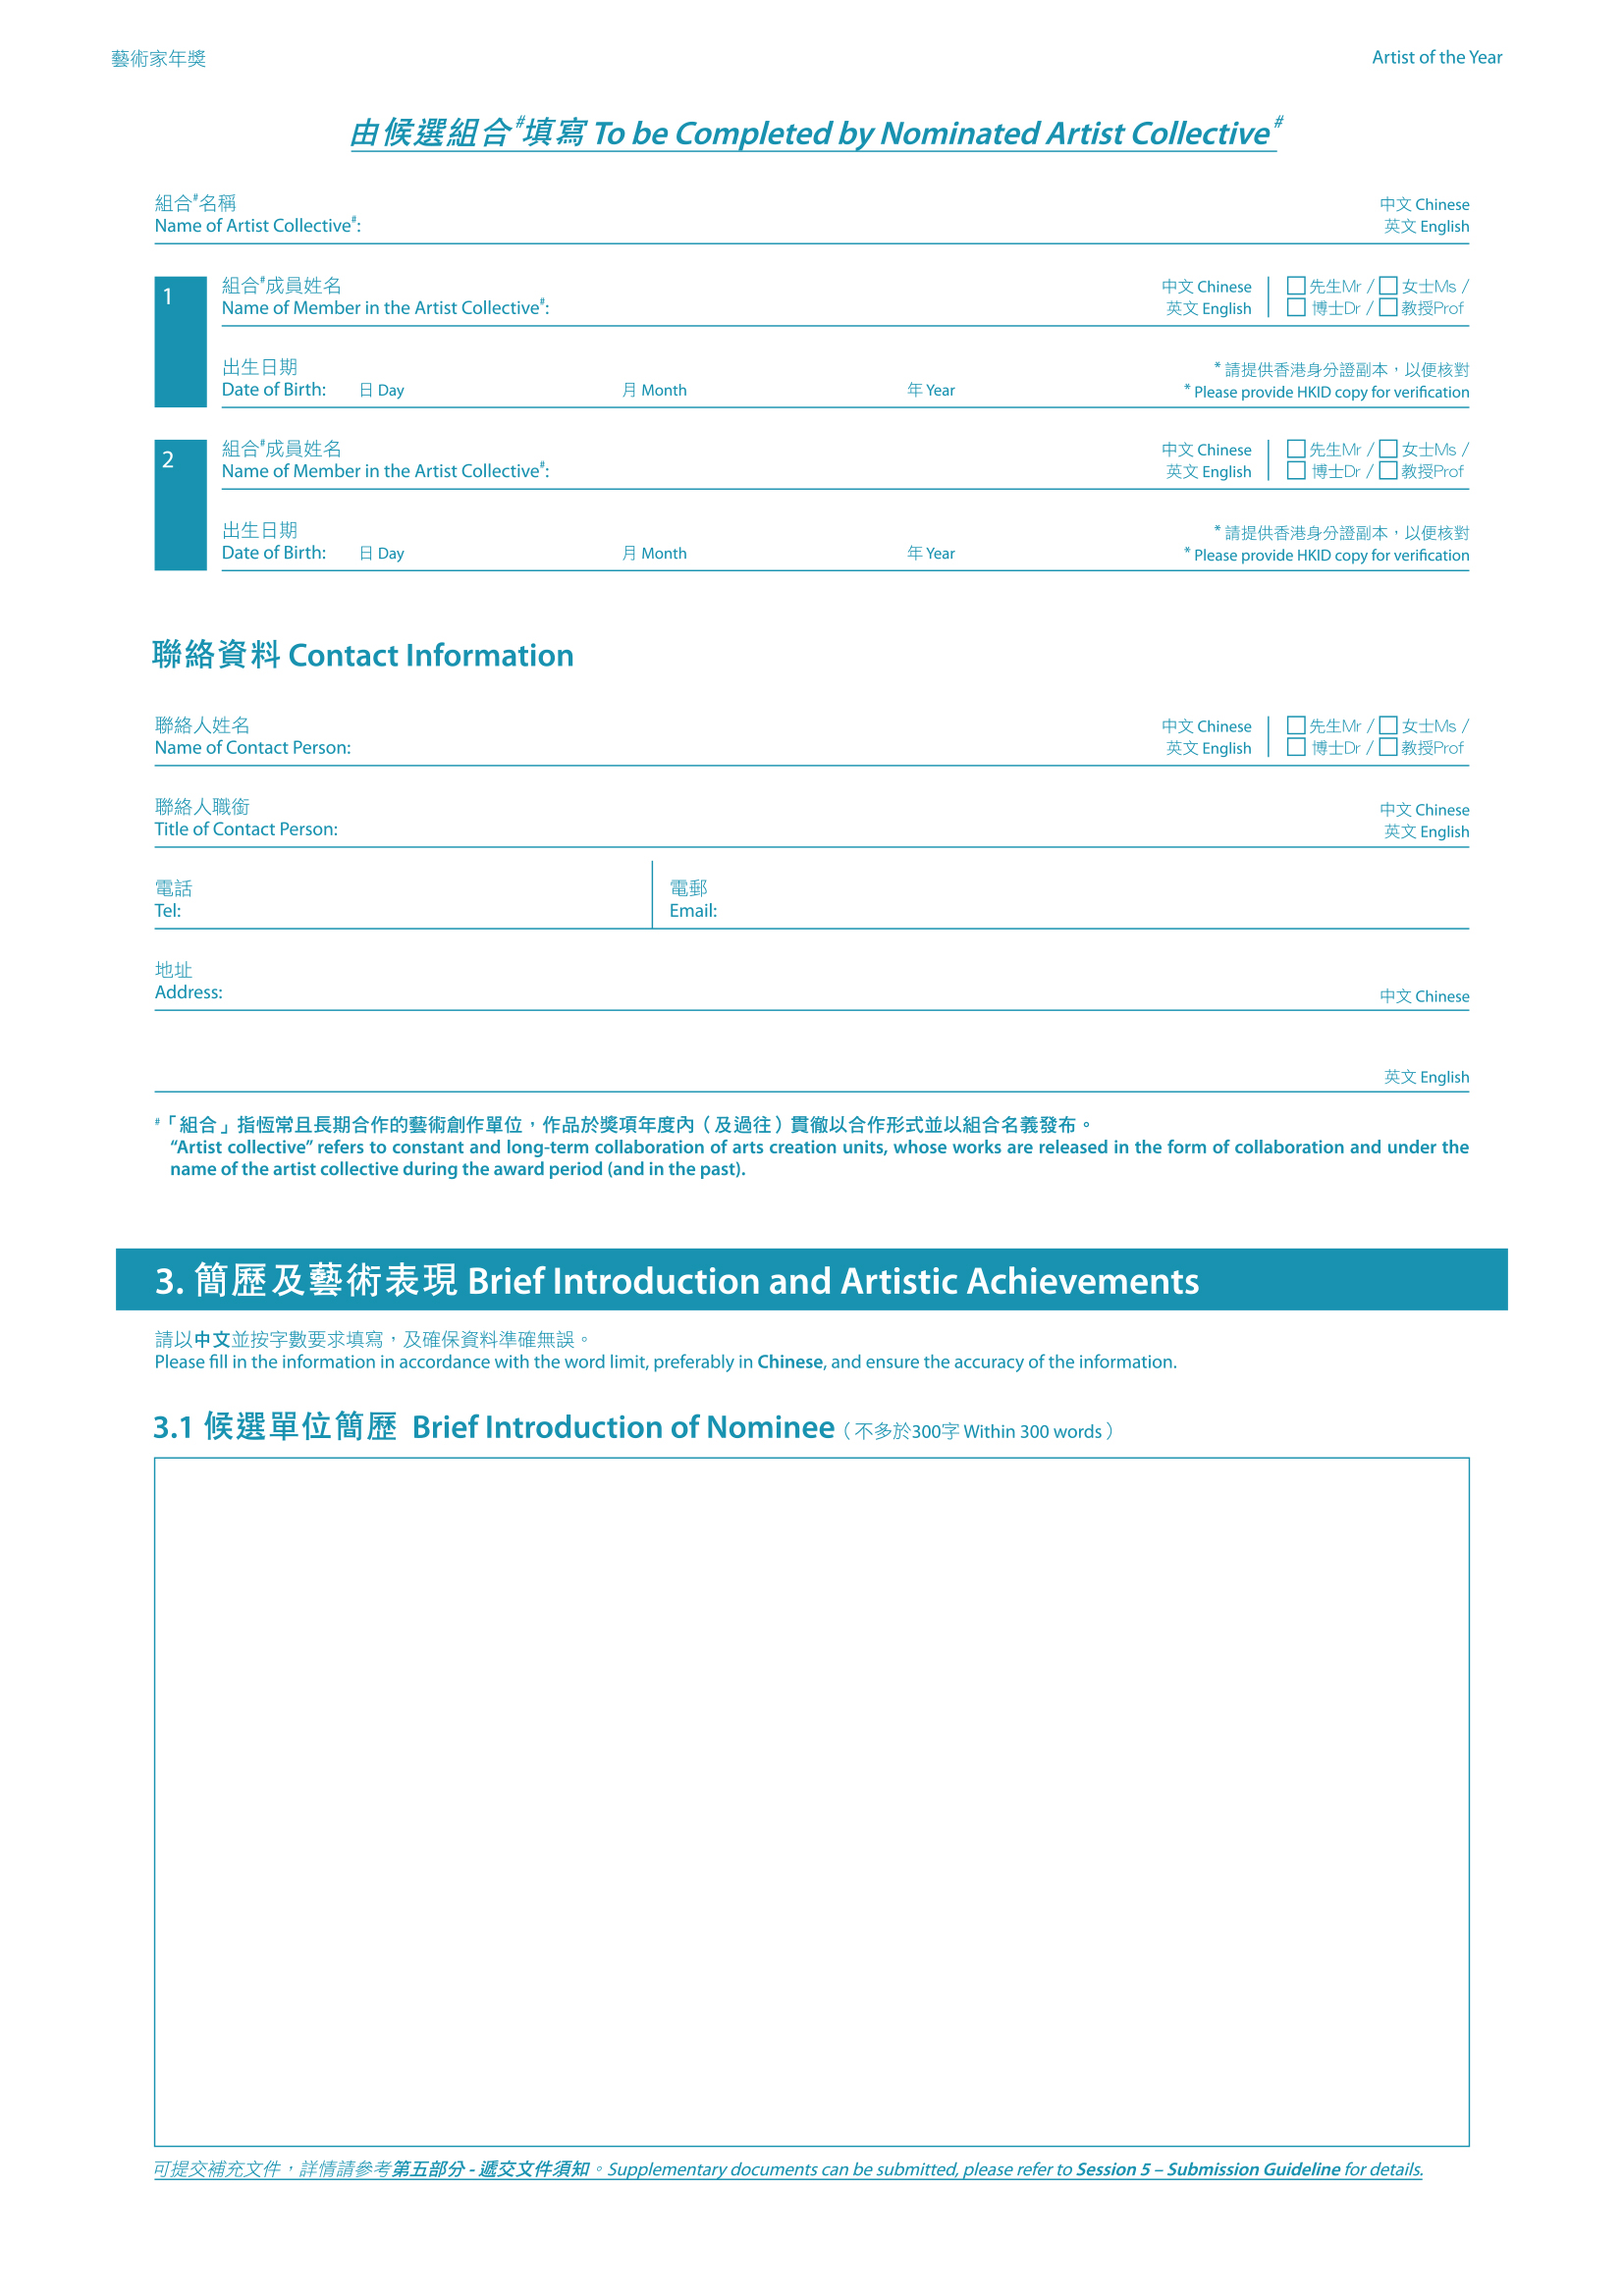 藝術家年獎
Artist of the Year
由候選組合#填寫 To be Completed by Nominated Artist Collective#
組合#名稱
中文 Chinese
Name of Artist Collective#:
英文 English
1
組合#成員姓名
中文 Chinese
先生Mr / 女士Ms /
Name of Member in the Artist Collective#:
英文 English
博士Dr / 教授Prof
出生日期
* 請提供香港身分證副本，以便核對
Date of Birth: 日 Day 月 Month 年 Year
* Please provide HKID copy for verification
2
組合#成員姓名
中文 Chinese
先生Mr / 女士Ms /
Name of Member in the Artist Collective#:
英文 English
博士Dr / 教授Prof
出生日期
* 請提供香港身分證副本，以便核對
Date of Birth: 日 Day 月 Month 年 Year
* Please provide HKID copy for verification
聯絡資料 Contact Information
聯絡人姓名
中文 Chinese
先生Mr / 女士Ms /
Name of Contact Person:
英文 English
博士Dr / 教授Prof
聯絡人職銜
中文 Chinese
Title of Contact Person:
英文 English
電話
Tel:
電郵
Email:
地址
Address:
中文 Chinese
英文 English
#「組合」指恆常且長期合作的藝術創作單位，作品於獎項年度內（及過往）貫徹以合作形式並以組合名義發布。
“Artist collective” refers to constant and long-term collaboration of arts creation units, whose works are released in the form of collaboration and under the
name of the artist collective during the award period (and in the past).
3. 簡歷及藝術表現 Brief Introduction and Artistic Achievements
請以中文並按字數要求填寫，及確保資料準確無誤。
Please fill in the information in accordance with the word limit, preferably in Chinese, and ensure the accuracy of the information.
3.1 候選單位簡歷 Brief Introduction of Nominee（不多於300字 Within 300 words）
可提交補充文件，詳情請參考第五部分 - 遞交文件須知。Supplementary documents can be submitted, please refer to Session 5 – Submission Guideline for details.